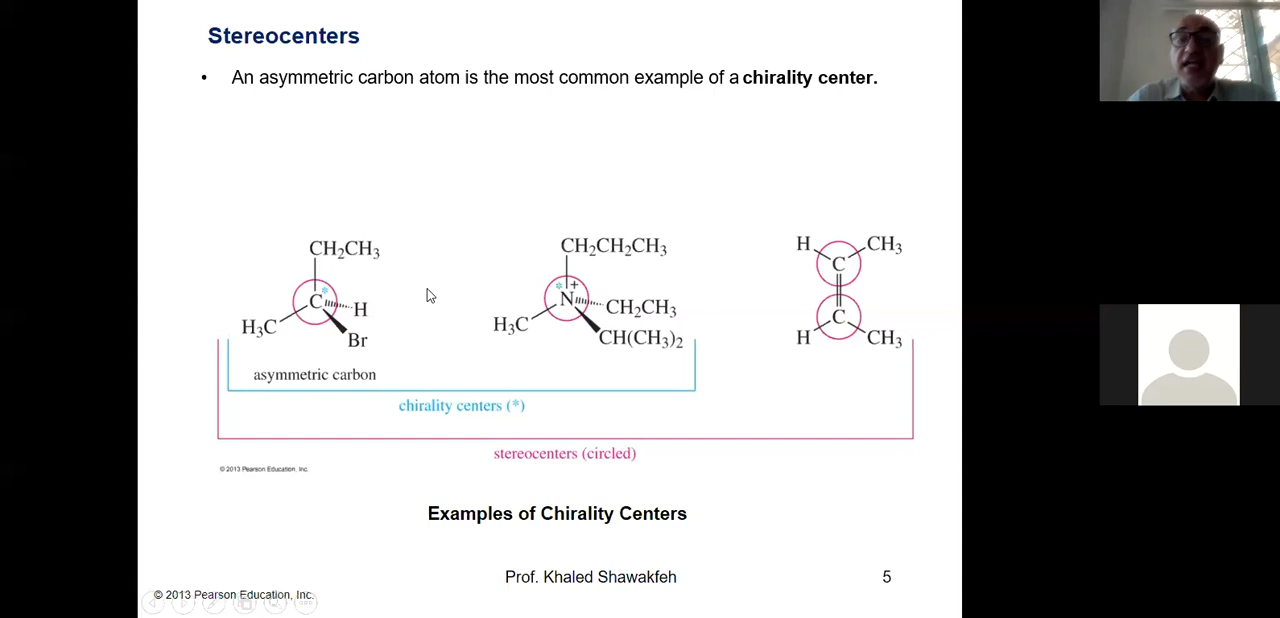 Stereocenters
• An asymmetric carbon atom is the most common example of a chirality center.
CH2CH3
C
*
H
H3C
Br
asymmetric carbon
CH2CH2CH3
* +
N
CH2CH3
H3C
CH(CH3)2
H
CH3
C
C
H
CH3
chirality centers (*)
stereocenters (circled)
© 2013 Pearson Education, Inc.
Examples of Chirality Centers
Prof. Khaled Shawakfeh
5
© 2013 Pearson Education, Inc.